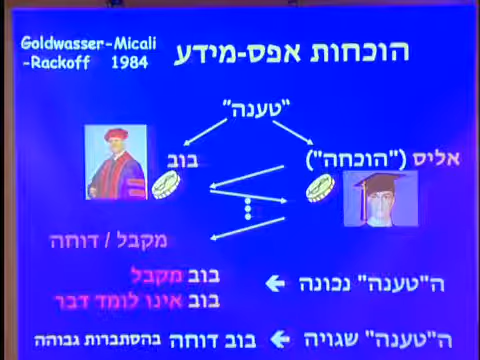 Goldwasser-Micali
-Rackoff 1984
הוכחות אפס-מידע
"טענה"
אליס ("הוכחה")
בוב
מקבל / דוחה
ה"טענה" נכונה ← בוב מקבל
בוב אינו לומד דבר
ה"טענה" שגויה ← בוב דוחה בהסתברות גבוהה